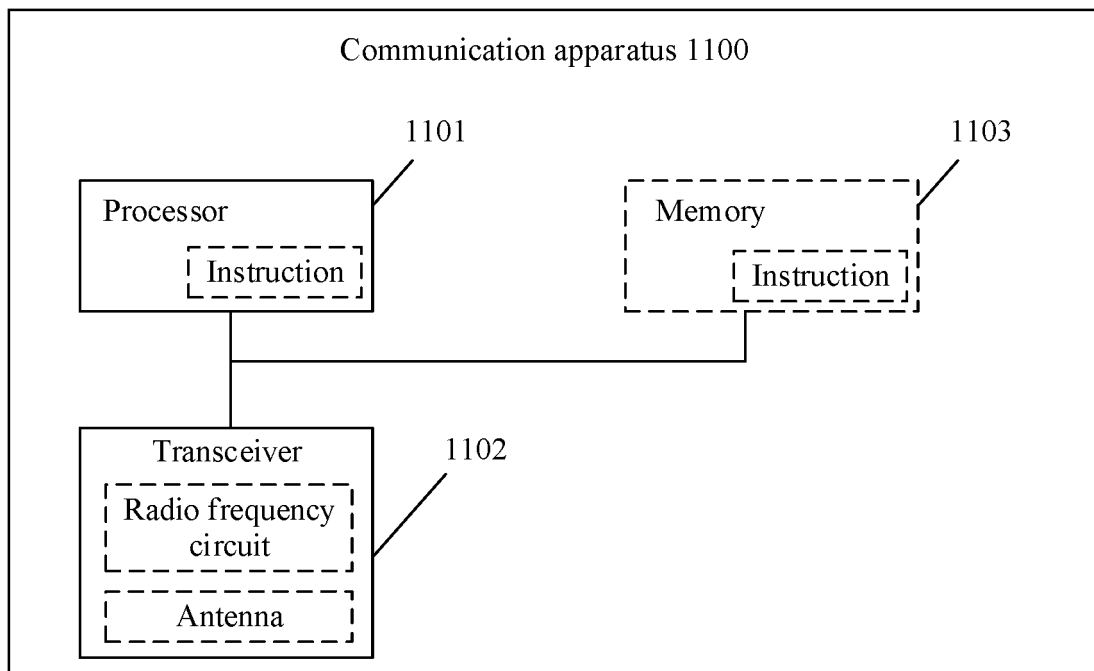 Communication apparatus 1100
1101
1103
Processor
Memory
Instruction
Instruction
1102
Transceiver
Radio frequency
circuit
Antenna